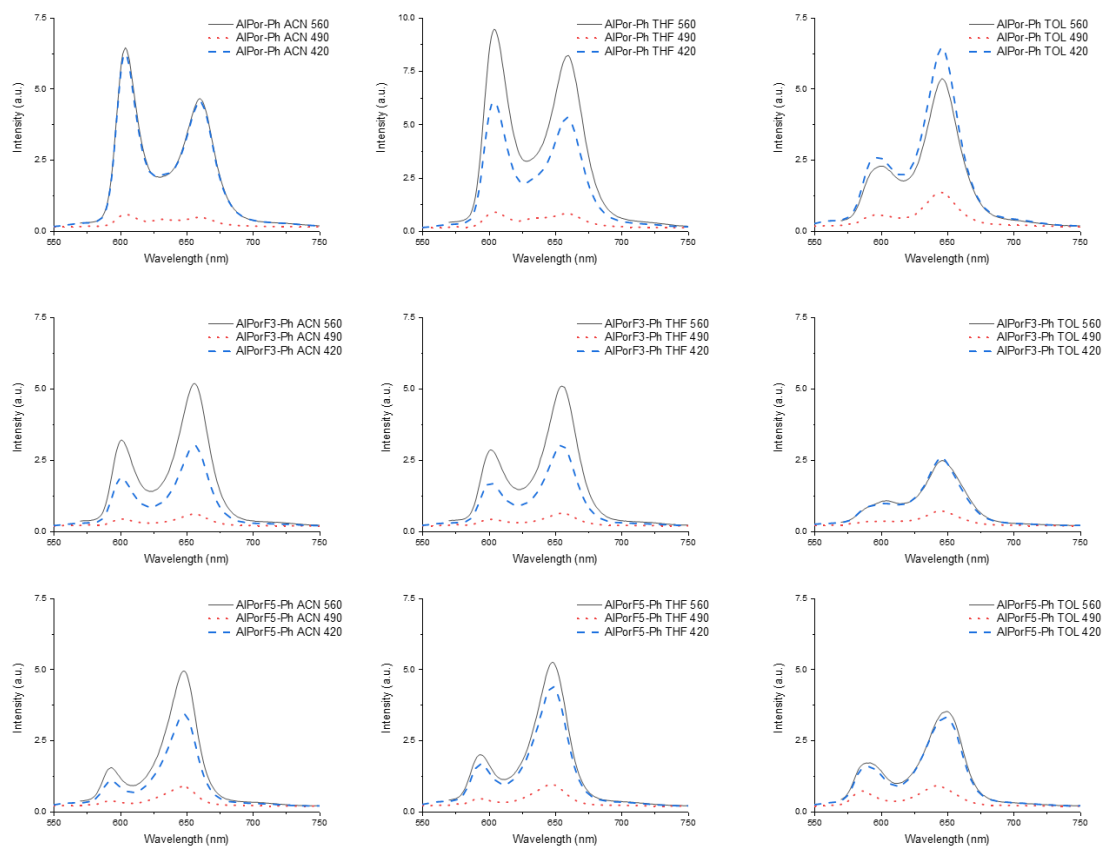 AlPor-Ph ACN 560
AlPor-Ph ACN 490
AlPor-Ph ACN 420
7.5
5.0
2.5
0.0
Intensity (a.u.)
550 600 650 700 750
Wavelength (nm)
AlPor-Ph THF 560
AlPor-Ph THF 490
AlPor-Ph THF 420
10.0
7.5
5.0
2.5
0.0
Intensity (a.u.)
550 600 650 700 750
Wavelength (nm)
AlPor-Ph TOL 560
AlPor-Ph TOL 490
AlPor-Ph TOL 420
7.5
5.0
2.5
0.0
Intensity (a.u.)
550 600 650 700 750
Wavelength (nm)
AlPorF3-Ph ACN 560
AlPorF3-Ph ACN 490
AlPorF3-Ph ACN 420
7.5
5.0
2.5
0.0
Intensity (a.u.)
550 600 650 700 750
Wavelength (nm)
AlPorF3-Ph THF 560
AlPorF3-Ph THF 490
AlPorF3-Ph THF 420
7.5
5.0
2.5
0.0
Intensity (a.u.)
550 600 650 700 750
Wavelength (nm)
AlPorF3-Ph TOL 560
AlPorF3-Ph TOL 490
AlPorF3-Ph TOL 420
7.5
5.0
2.5
0.0
Intensity (a.u.)
550 600 650 700 750
Wavelength (nm)
AlPorF5-Ph ACN 560
AlPorF5-Ph ACN 490
AlPorF5-Ph ACN 420
7.5
5.0
2.5
0.0
Intensity (a.u.)
550 600 650 700 750
Wavelength (nm)
AlPorF5-Ph THF 560
AlPorF5-Ph THF 490
AlPorF5-Ph THF 420
7.5
5.0
2.5
0.0
Intensity (a.u.)
550 600 650 700 750
Wavelength (nm)
AlPorF5-Ph TOL 560
AlPorF5-Ph TOL 490
AlPorF5-Ph TOL 420
7.5
5.0
2.5
0.0
Intensity (a.u.)
550 600 650 700 750
Wavelength (nm)